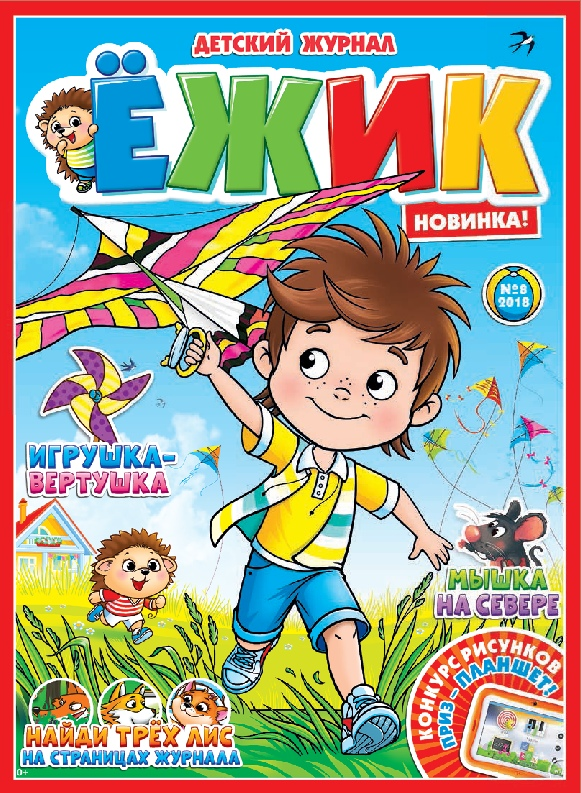 ДЕТСКИЙ ЖУРНАЛ
ЁЖИК
НОВИНКА!
№8
2018
ИГРУШКА-
ВЕРТУШКА
МЫШКА
НА СЕВЕРЕ
КОНКУРС РИСУНКОВ
ПРИЗ - ПЛАНШЕТ!
НАЙДИ ТРЁХ ЛИС
НА СТРАНИЦАХ ЖУРНАЛА
0+